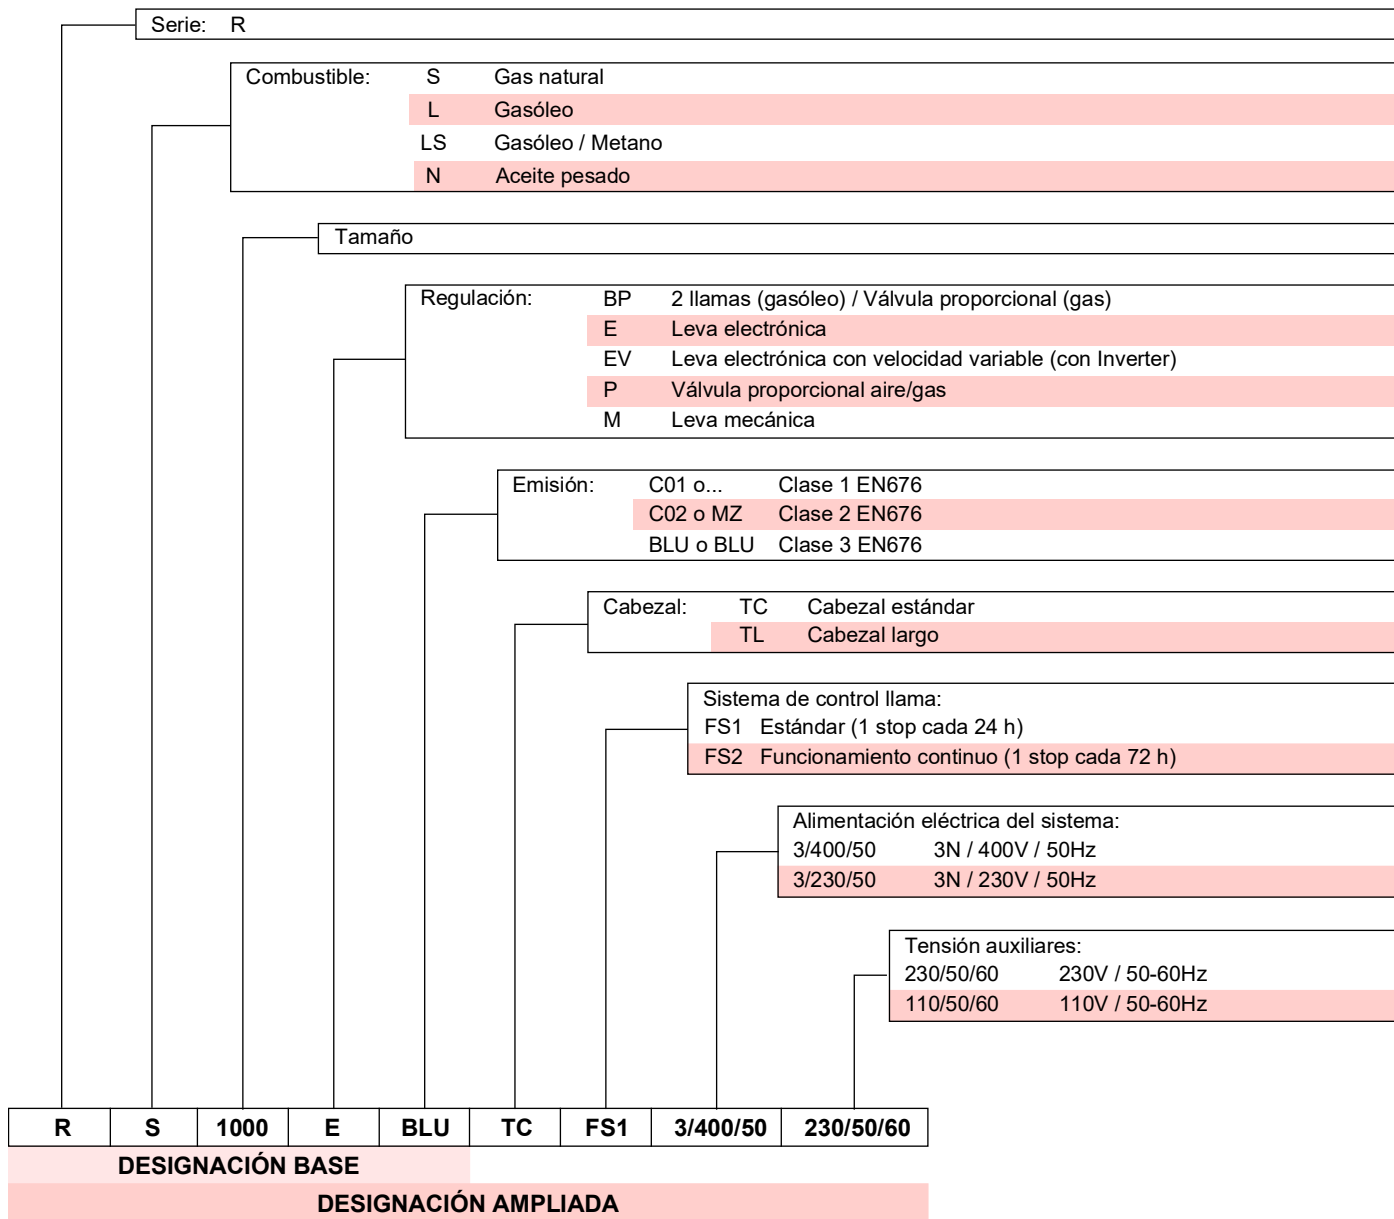 Serie: R
Combustible: S Gas natural
L Gasóleo
LS Gasóleo / Metano
N Aceite pesado
Tamaño
Regulación: BP 2 llamas (gasóleo) / Válvula proporcional (gas)
E Leva electrónica
EV Leva electrónica con velocidad variable (con Inverter)
P Válvula proporcional aire/gas
M Leva mecánica
Emisión: C01 o... Clase 1 EN676
C02 o MZ Clase 2 EN676
BLU o BLU Clase 3 EN676
Cabezal: TC Cabezal estándar
TL Cabezal largo
Sistema de control llama:
FS1 Estándar (1 stop cada 24 h)
FS2 Funcionamiento continuo (1 stop cada 72 h)
Alimentación eléctrica del sistema:
3/400/50 3N / 400V / 50Hz
3/230/50 3N / 230V / 50Hz
Tensión auxiliares:
230/50/60 230V / 50-60Hz
110/50/60 110V / 50-60Hz
R S 1000 E BLU TC FS1 3/400/50 230/50/60
DESIGNACIÓN BASE
DESIGNACIÓN AMPLIADA